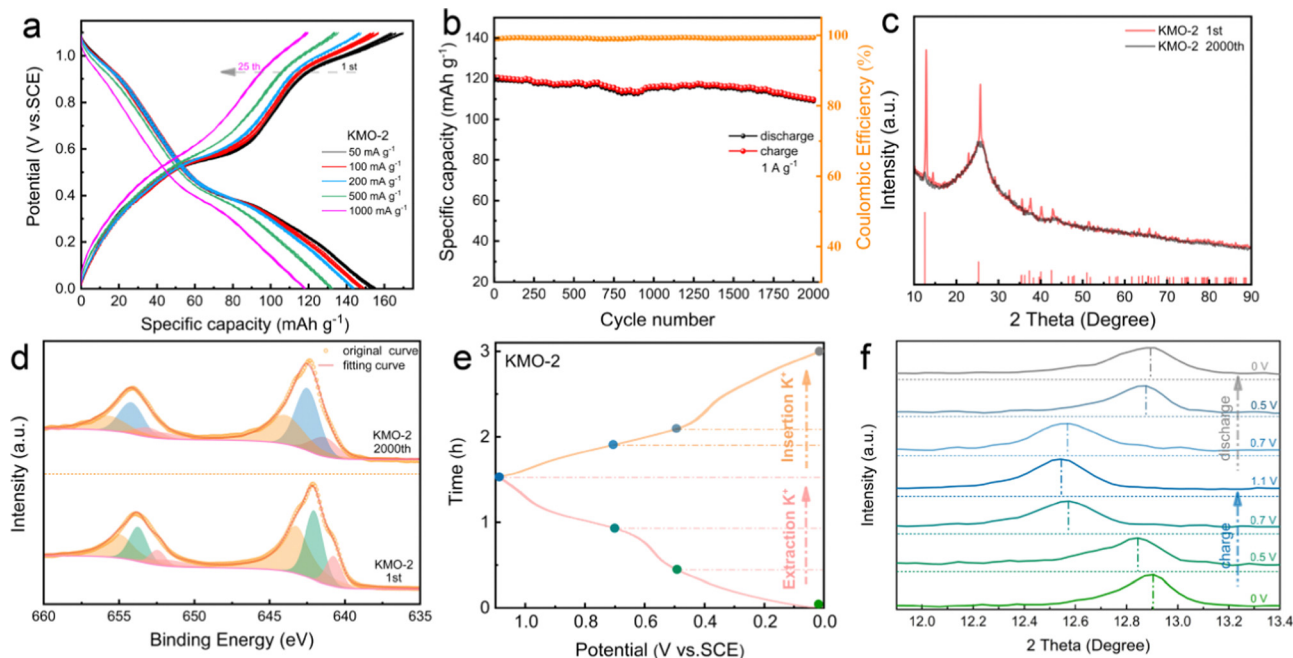 a
1.0
0.8
0.6
0.4
0.2
0.0
Potential (V vs.SCE)
25 th
1 st
KMO-2
50 mA g⁻¹
100 mA g⁻¹
200 mA g⁻¹
500 mA g⁻¹
1000 mA g⁻¹
0 20 40 60 80 100 120 140 160
Specific capacity (mAh g⁻¹)
b
140
120
100
80
60
40
20
Specific capacity (mAh g⁻¹)
discharge
charge
1 A g⁻¹
100
80
60
40
Coulombic Efficiency (%)
0 250 500 750 1000 1250 1500 1750 2000
Cycle number
c
KMO-2 1st
KMO-2 2000th
Intensity (a.u.)
10 20 30 40 50 60 70 80 90
2 Theta (Degree)
d
original curve
fitting curve
KMO-2
2000th
KMO-2
1st
Intensity (a.u.)
660 655 650 645 640 635
Binding Energy (eV)
e
KMO-2
3
2
1
0
Time (h)
Insertion K⁺
Extraction K⁺
1.0 0.8 0.6 0.4 0.2 0.0
Potential (V vs.SCE)
f
0 V
0.5 V
0.7 V
1.1 V
0.7 V
0.5 V
0 V
discharge
charge
Intensity (a.u.)
12.0 12.2 12.4 12.6 12.8 13.0 13.2 13.4
2 Theta (Degree)